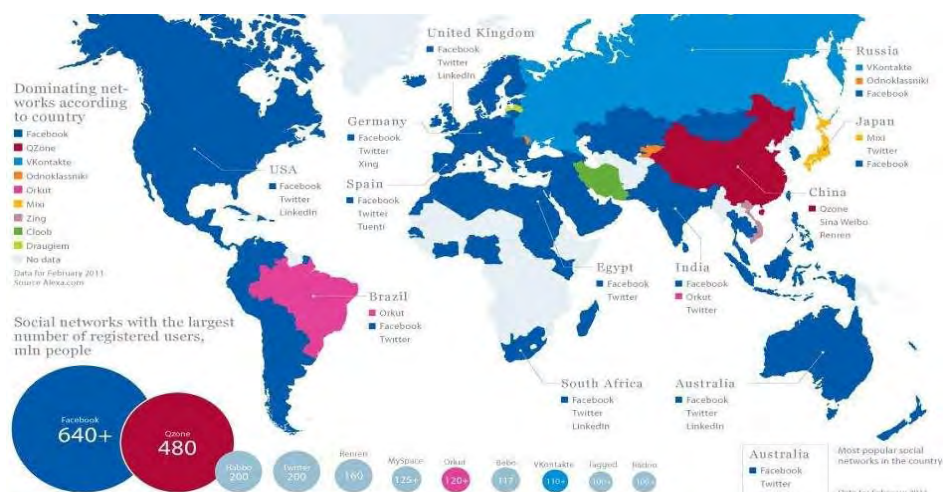 Dominating net-
works according
to country
Facebook
QZone
VKontakte
Odnoklassniki
Orkut
Mixi
Zing
Cloob
Draugiem
No data
Data for February 2011
Source Alexa.com
United Kingdom
Facebook
Twitter
LinkedIn
Russia
VKontakte
Odnoklassniki
Facebook
Germany
Facebook
Twitter
Xing
Japan
Mixi
Twitter
Facebook
USA
Facebook
Twitter
LinkedIn
Spain
Facebook
Twitter
Tuenti
China
Qzone
Sina Weibo
Renren
Egypt
Facebook
Twitter
India
Facebook
Orkut
Twitter
Brazil
Orkut
Facebook
Twitter
South Africa
Facebook
Twitter
LinkedIn
Australia
Facebook
Twitter
LinkedIn
Social networks with the largest
number of registered users,
mln people
Facebook
640+
Qzone
480
Habbo
200
Twitter
200
Renren
160
MySpace
125+
Orkut
120+
Bebo
117
VKontakte
110+
Tagged
100+
100+
Australia
Facebook
Twitter
Most popular social
networks in the country